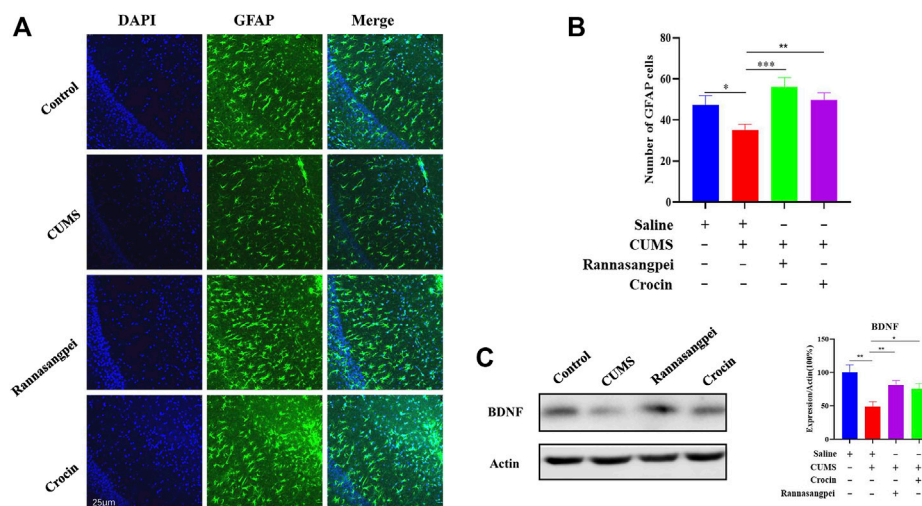 A
DAPI GFAP Merge
Control
CUMS
Rannasangpei
Crocin
25um
B
Number of GFAP cells
80
60
40
20
0
* *** **
Saline + + - -
CUMS - + + +
Rannasangpei - - + -
Crocin - - - +
C
Control CUMS Rannasangpei Crocin
BDNF
Actin
BDNF
Expression/Actin(100%)
150
100
50
0
** ** *
Saline + + - -
CUMS - + + +
Crocin - - - +
Rannasangpei - - + -